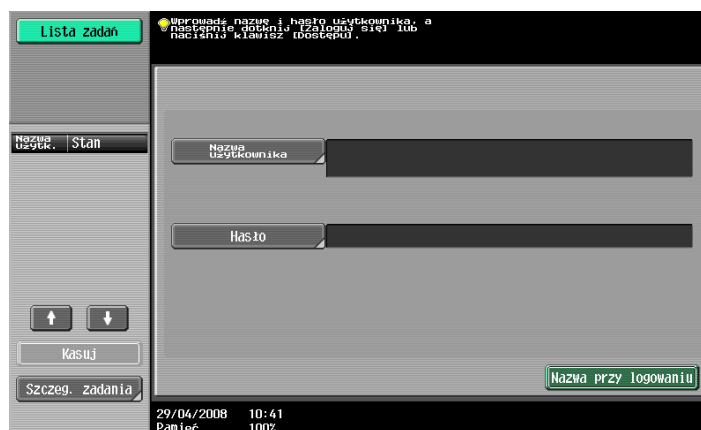 Lista zadań
Wprowadź nazwę i hasło użytkownika, a
następnie dotknij [Zaloguj się] lub
naciśnij klawisz [Dostępu].
Nazwa
użytk.
Stan
Nazwa
użytkownika
Hasło
Kasuj
Szczeg. zadania
Nazwa przy logowaniu
29/04/2008 10:41
Pamięć 100%